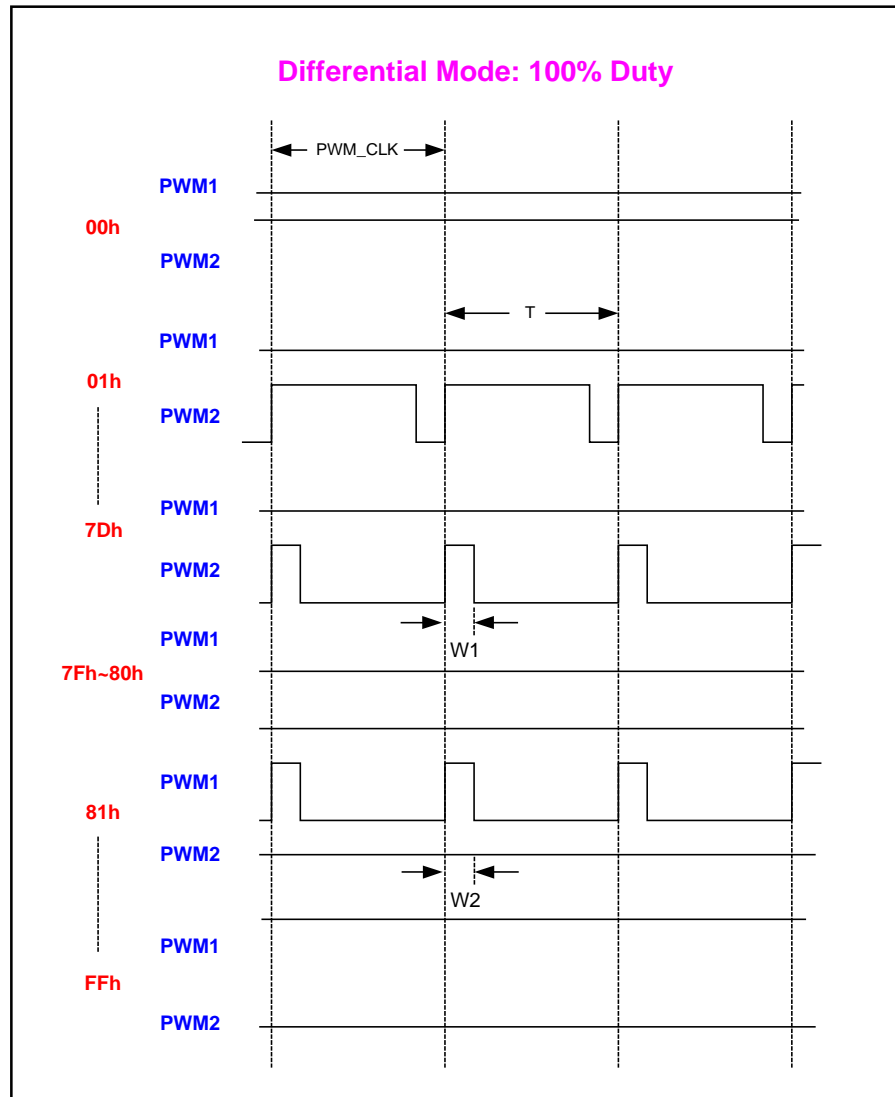 Differential Mode: 100% Duty
PWM_CLK
PWM1
00h
PWM2
T
PWM1
01h
PWM2
PWM1
7Dh
PWM2
W1
PWM1
7Fh~80h
PWM2
PWM1
81h
PWM2
W2
PWM1
FFh
PWM2